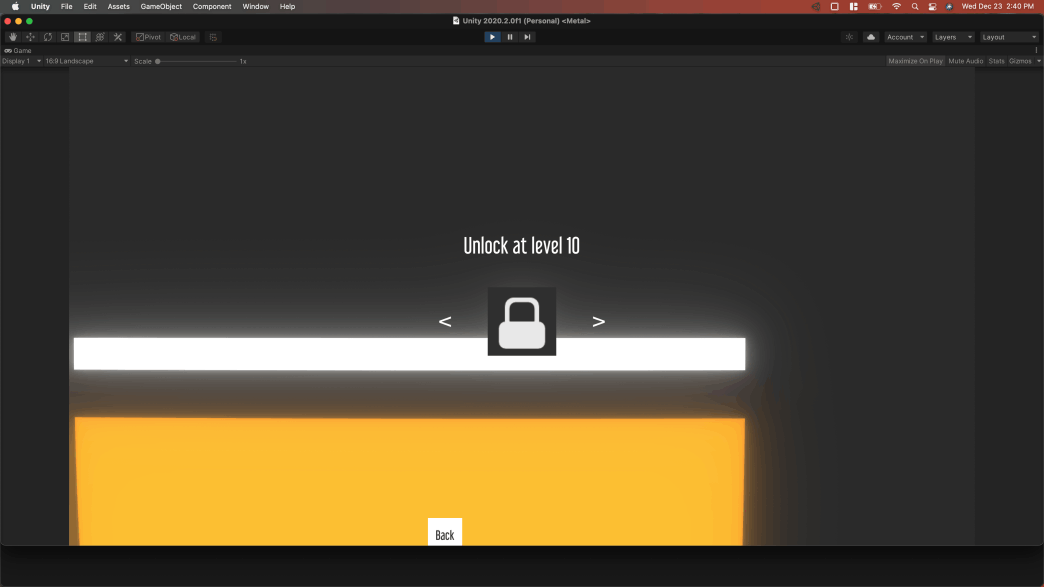 Unity File Edit Assets GameObject Component Window Help Wed Dec 23 2:40 PM
Unity 2020.2.0f1 (Personal) <Metal>
Pivot Local Account Layers Layout
Game
Display 1 16:9 Landscape Scale 1x Maximize On Play Mute Audio Stats Gizmos
Unlock at level 10
< >
Back